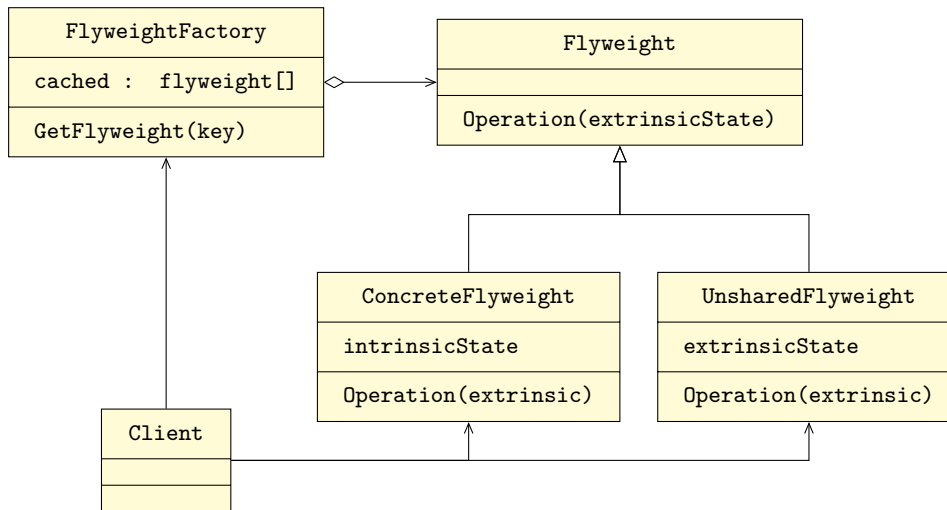 FlyweightFactory
cached : flyweight[]
GetFlyweight(key)
Flyweight
Operation(extrinsicState)
ConcreteFlyweight
intrinsicState
Operation(extrinsic)
UnsharedFlyweight
extrinsicState
Operation(extrinsic)
Client